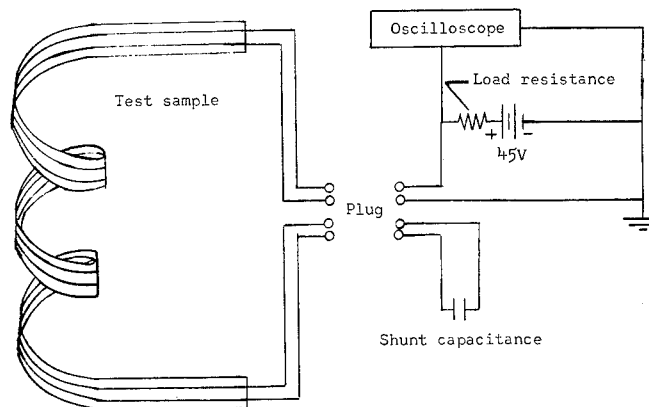 Oscilloscope
Load resistance
Test sample
+
-
45V
Plug
Shunt capacitance